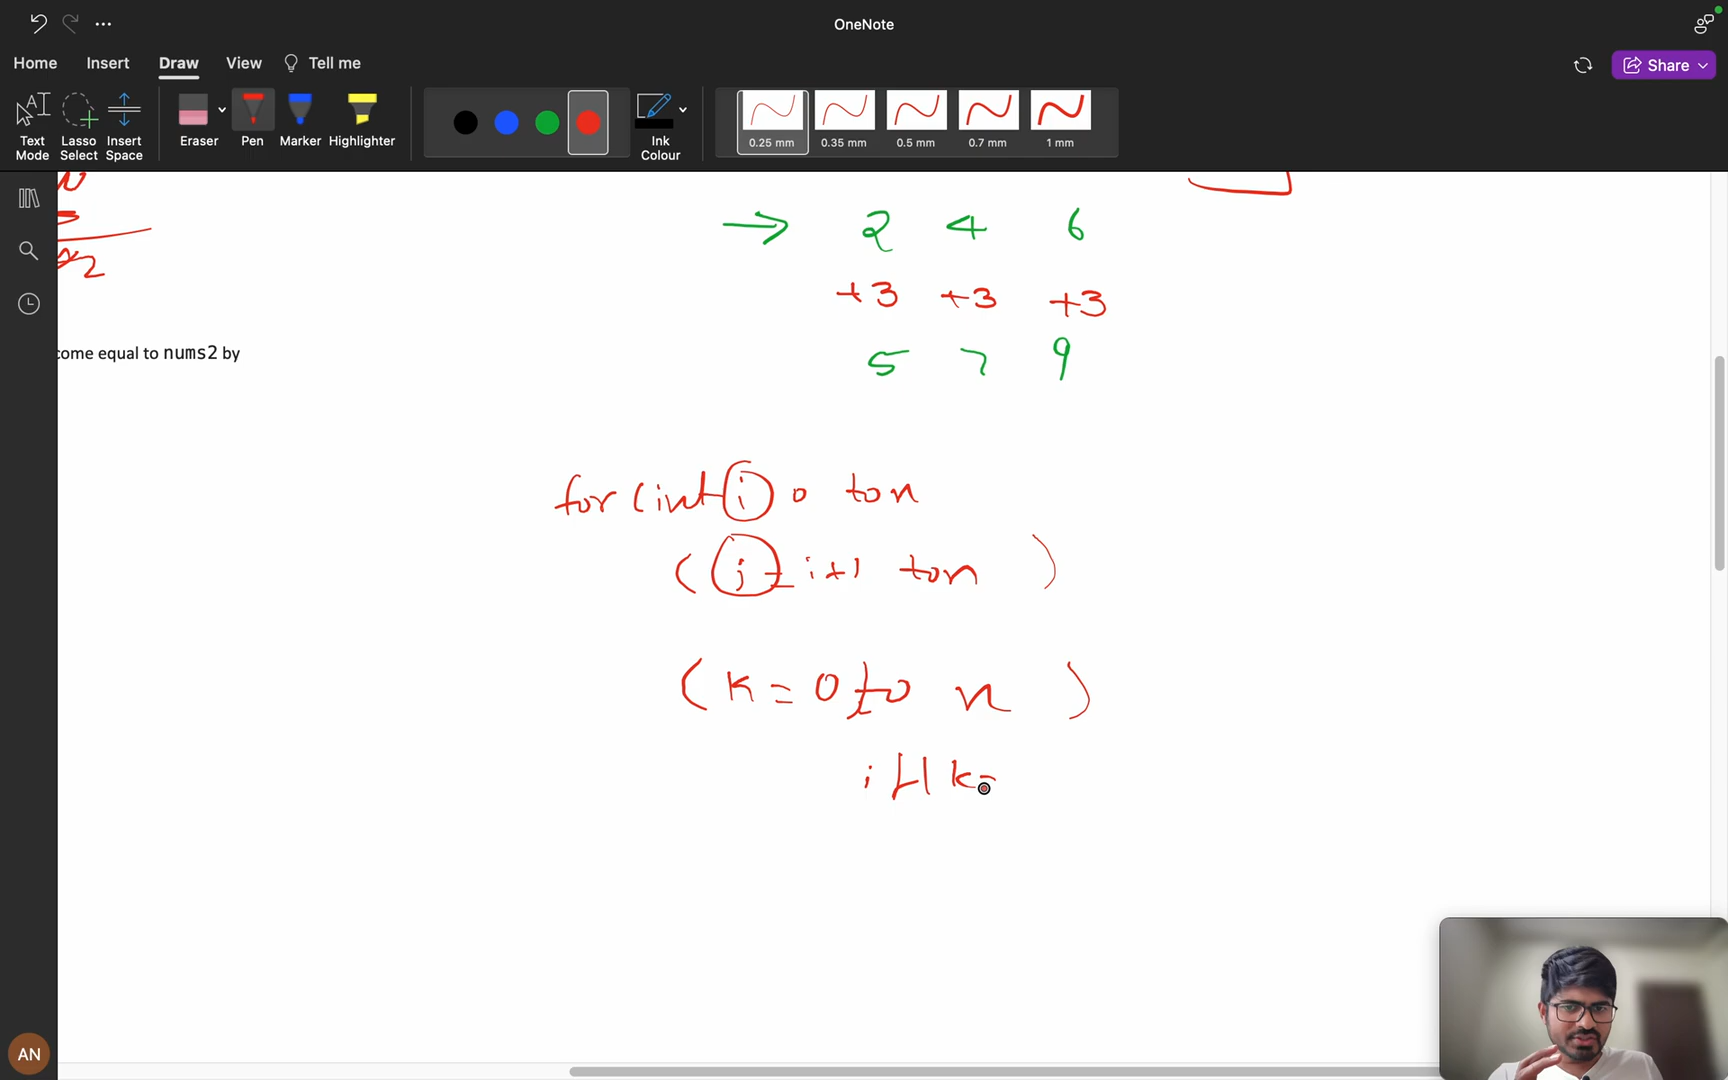 OneNote
Home Insert Draw View Tell me
Share
Text Mode
Lasso Select
Insert Space
Eraser
Pen
Marker
Highlighter
Ink Colour
0.25 mm
0.35 mm
0.5 mm
0.7 mm
1 mm
→ 2 4 6
+3 +3 +3
5 7 9
come equal to nums2 by
for (int i 0 to n
( j = i+1 to n )
( k = 0 to n )
if( k=
AN